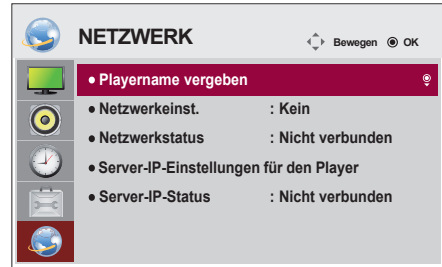 NETZWERK
Bewegen OK
• Playername vergeben
• Netzwerkeinst. : Kein
• Netzwerkstatus : Nicht verbunden
• Server-IP-Einstellungen für den Player
• Server-IP-Status : Nicht verbunden